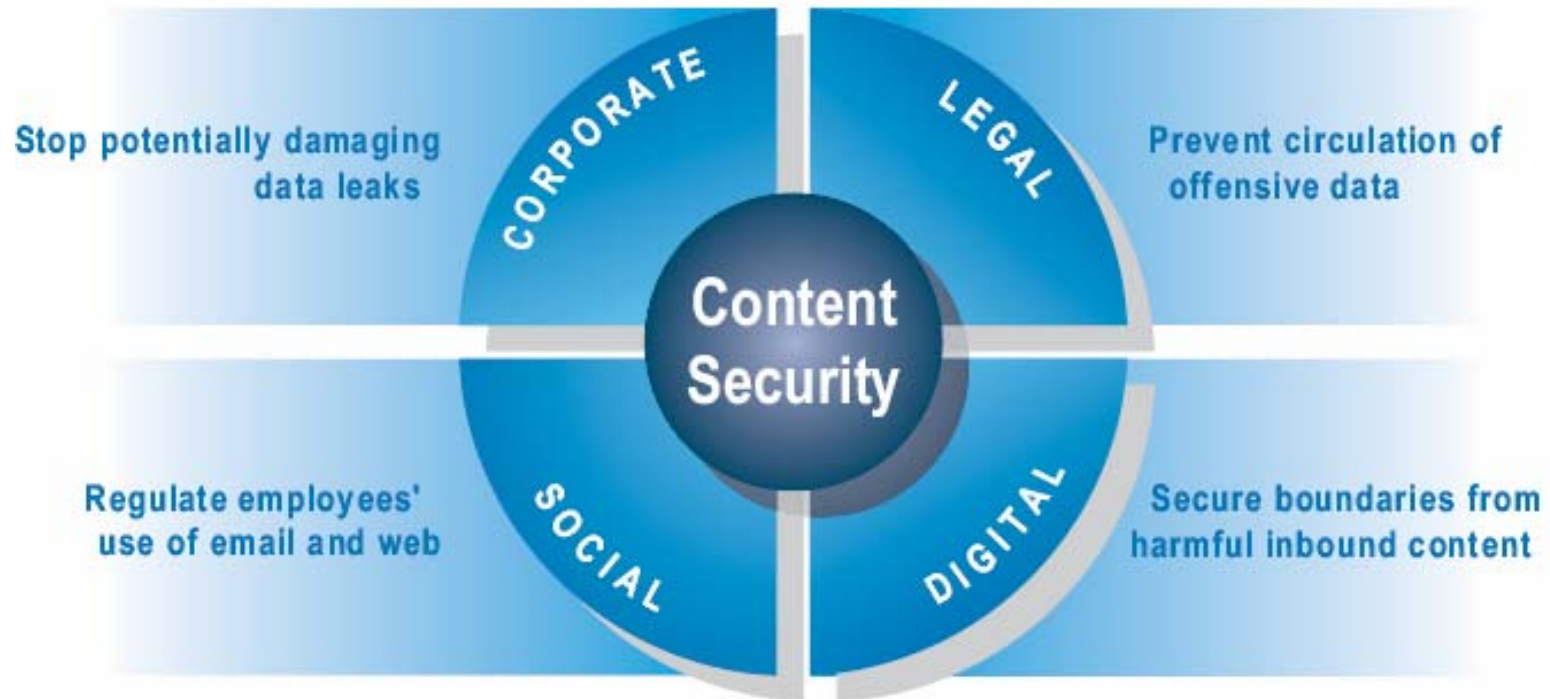 CORPORATE
Stop potentially damaging
data leaks
LEGAL
Prevent circulation of
offensive data
Content
Security
SOCIAL
Regulate employees'
use of email and web
DIGITAL
Secure boundaries from
harmful inbound content